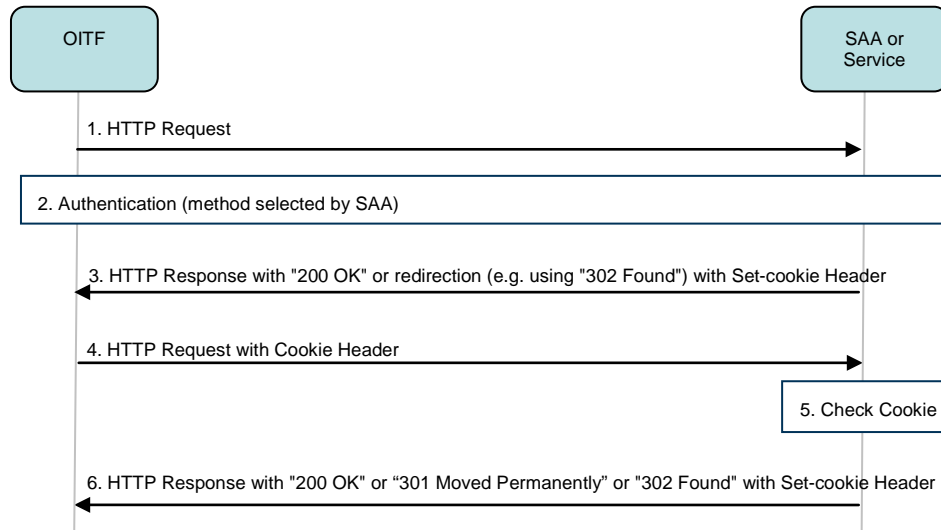 OITF
SAA or
Service
1. HTTP Request
2. Authentication (method selected by SAA)
3. HTTP Response with "200 OK" or redirection (e.g. using "302 Found") with Set-cookie Header
4. HTTP Request with Cookie Header
5. Check Cookie
6. HTTP Response with "200 OK" or “301 Moved Permanently” or "302 Found" with Set-cookie Header